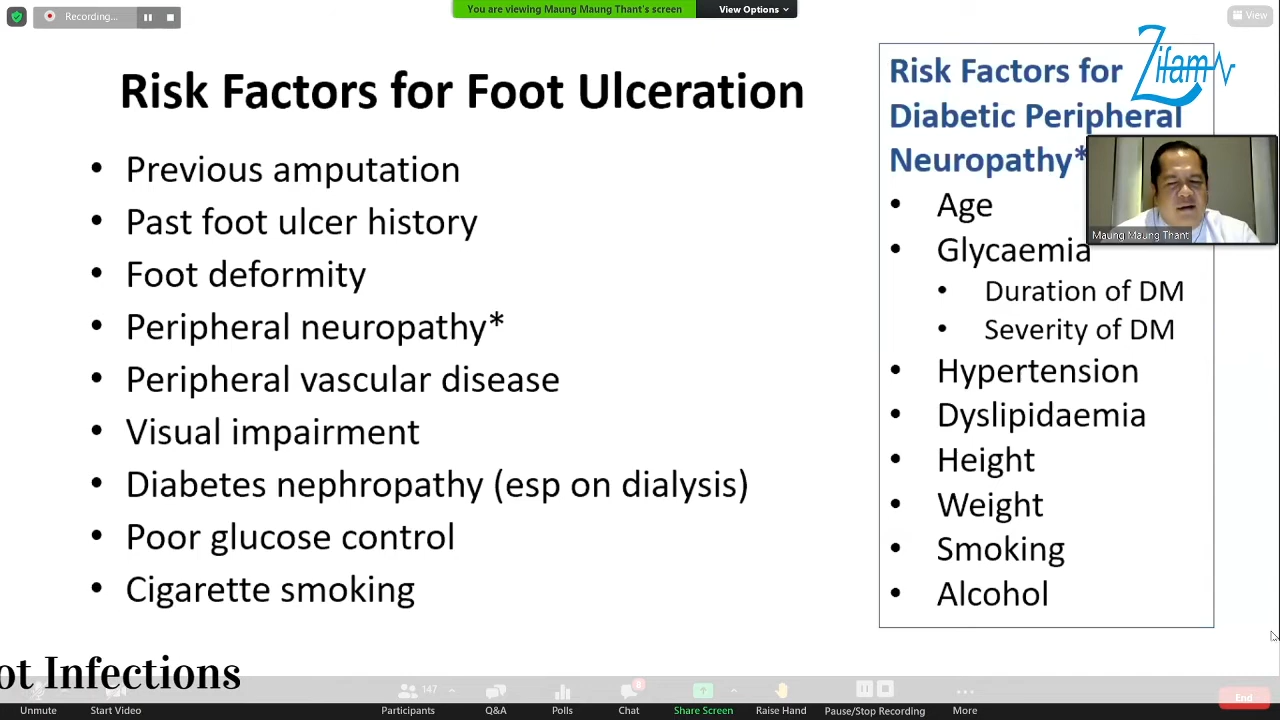 Recording...
You are viewing Maung Maung Thant's screen
View Options
View
Zifam
Risk Factors for Foot Ulceration
• Previous amputation
• Past foot ulcer history
• Foot deformity
• Peripheral neuropathy*
• Peripheral vascular disease
• Visual impairment
• Diabetes nephropathy (esp on dialysis)
• Poor glucose control
• Cigarette smoking
Risk Factors for
Diabetic Peripheral
Neuropathy*
• Age
• Glycaemia
• Duration of DM
• Severity of DM
• Hypertension
• Dyslipidaemia
• Height
• Weight
• Smoking
• Alcohol
Maung Maung Thant
ot Infections
147
8
Unmute
Start Video
Participants
Q&A
Polls
Chat
Share Screen
Raise Hand
Pause/Stop Recording
More
End